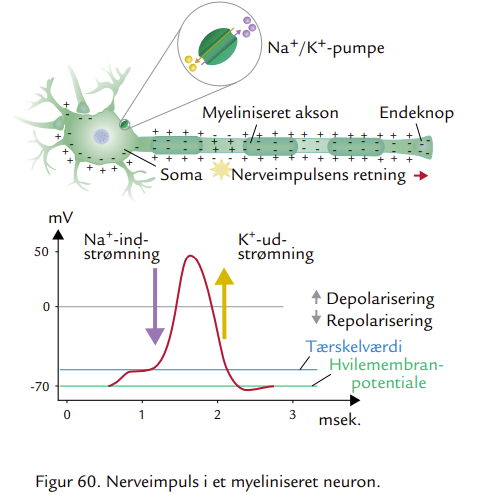 Na⁺/K⁺-pumpe
Myeliniseret akson
Endeknop
Soma
Nerveimpulsens retning
mV
Na⁺-ind-
strømning
K⁺-ud-
strømning
50
0
-70
Depolarisering
Repolarisering
Tærskelværdi
Hvilemembran-
potentiale
0 1 2 3
msek.
Figur 60. Nerveimpuls i et myeliniseret neuron.